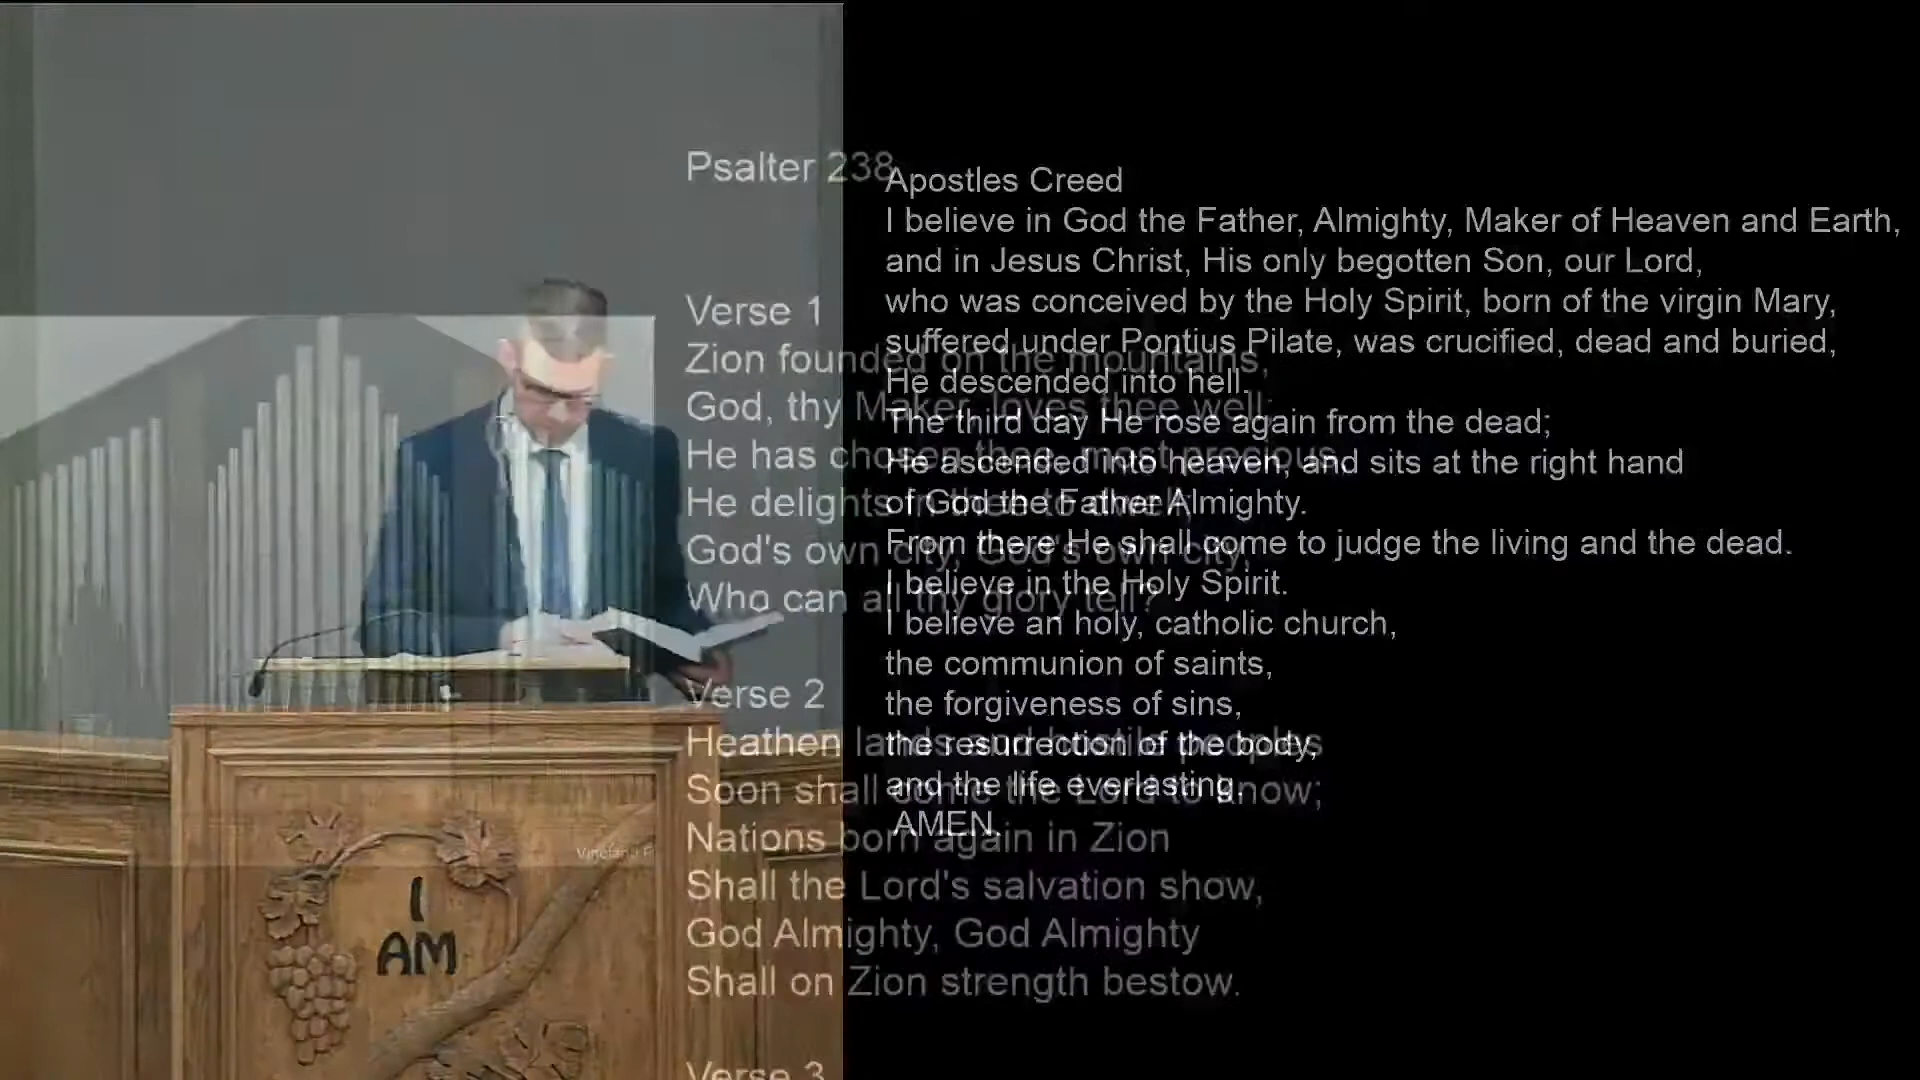 Psalter 238
Verse 1
Zion founded on the mountains,
God, thy Maker, loves thee well;
He has chosen thee, most precious,
He delights in thee to dwell;
God's own city, God's own city,
Who can all thy glory tell?
Verse 2
Heathen lands and hostile peoples
Soon shall come the Lord to know;
Nations born again in Zion
Shall the Lord's salvation show,
God Almighty, God Almighty
Shall on Zion strength bestow.
Verse 3
Apostles Creed
I believe in God the Father, Almighty, Maker of Heaven and Earth,
and in Jesus Christ, His only begotten Son, our Lord,
who was conceived by the Holy Spirit, born of the virgin Mary,
suffered under Pontius Pilate, was crucified, dead and buried,
He descended into hell.
The third day He rose again from the dead;
He ascended into heaven, and sits at the right hand
of God the Father Almighty.
From there He shall come to judge the living and the dead.
I believe in the Holy Spirit.
I believe an holy, catholic church,
the communion of saints,
the forgiveness of sins,
the resurrection of the body,
and the life everlasting.
AMEN.
Vineland F
I
AM